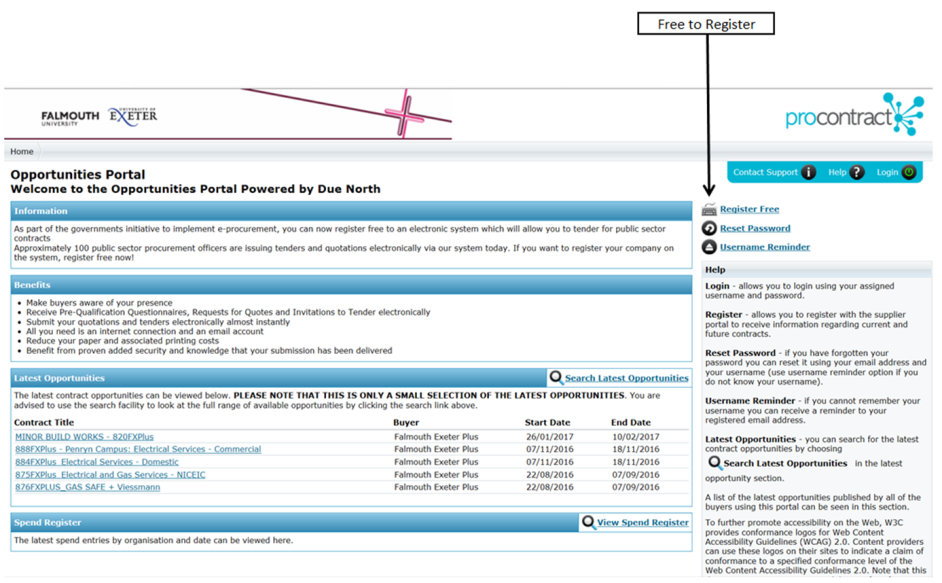 Free to Register
FALMOUTH
UNIVERSITY
UNIVERSITY OF
EXETER
procontract
Home
Contact Support
Help
Login
Opportunities Portal
Welcome to the Opportunities Portal Powered by Due North
Register Free
Reset Password
Username Reminder
Information
As part of the governments initiative to implement e-procurement, you can now register free to an electronic system which will allow you to tender for public sector
contracts
Approximately 100 public sector procurement officers are issuing tenders and quotations electronically via our system today. If you want to register your company on
the system, register free now!
Benefits
• Make buyers aware of your presence
• Receive Pre-Qualification Questionnaires, Requests for Quotes and Invitations to Tender electronically
• Submit your quotations and tenders electronically almost instantly
• All you need is an internet connection and an email account
• Reduce your paper and associated printing costs
• Benefit from proven added security and knowledge that your submission has been delivered
Latest Opportunities
Search Latest Opportunities
The latest contract opportunities can be viewed below. PLEASE NOTE THAT THIS IS ONLY A SMALL SELECTION OF THE LATEST OPPORTUNITIES. You are
advised to use the search facility to look at the full range of available opportunities by clicking the search link above.
Contract Title Buyer Start Date End Date
MINOR BUILD WORKS - 820FXPlus Falmouth Exeter Plus 26/01/2017 10/02/2017
888FXPlus - Penryn Campus: Electrical Services - Commercial Falmouth Exeter Plus 07/11/2016 18/11/2016
884FXPlus Electrical Services - Domestic Falmouth Exeter Plus 07/11/2016 18/11/2016
875FXPlus Electrical and Gas Services - NICEIC Falmouth Exeter Plus 22/08/2016 07/09/2016
876FXPLUS_GAS SAFE + Viessmann Falmouth Exeter Plus 22/08/2016 07/09/2016
Spend Register
View Spend Register
The latest spend entries by organisation and date can be viewed here.
Help
Login - allows you to login using your assigned
username and password.
Register - allows you to register with the supplier
portal to receive information regarding current and
future contracts.
Reset Password - if you have forgotten your
password you can reset it using your email address and
your username (use username reminder option if you
do not know your username).
Username Reminder - if you cannot remember your
username you can receive a reminder to your
registered email address.
Latest Opportunities - you can search for the latest
contract opportunities by choosing
Search Latest Opportunities in the latest
opportunity section.
A list of the latest opportunities published by all of the
buyers using this portal can be seen in this section.
To further promote accessibility on the Web, W3C
provides conformance logos for Web Content
Accessibility Guidelines (WCAG) 2.0. Content providers
can use these logos on their sites to indicate a claim of
conformance to a specified conformance level of the
Web Content Accessibility Guidelines 2.0. Note that this